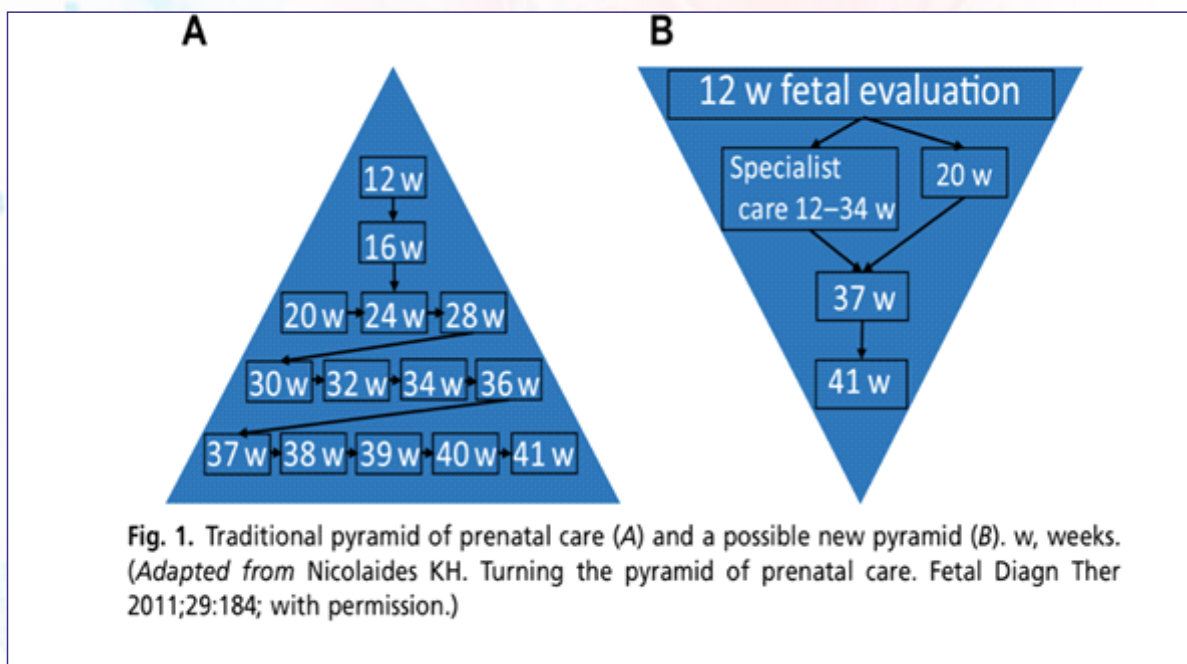 A
12 w
16 w
20 w 24 w 28 w
30 w 32 w 34 w 36 w
37 w 38 w 39 w 40 w 41 w
B
12 w fetal evaluation
Specialist
care 12–34 w
20 w
37 w
41 w
Fig. 1. Traditional pyramid of prenatal care (A) and a possible new pyramid (B). w, weeks.
(Adapted from Nicolaides KH. Turning the pyramid of prenatal care. Fetal Diagn Ther
2011;29:184; with permission.)